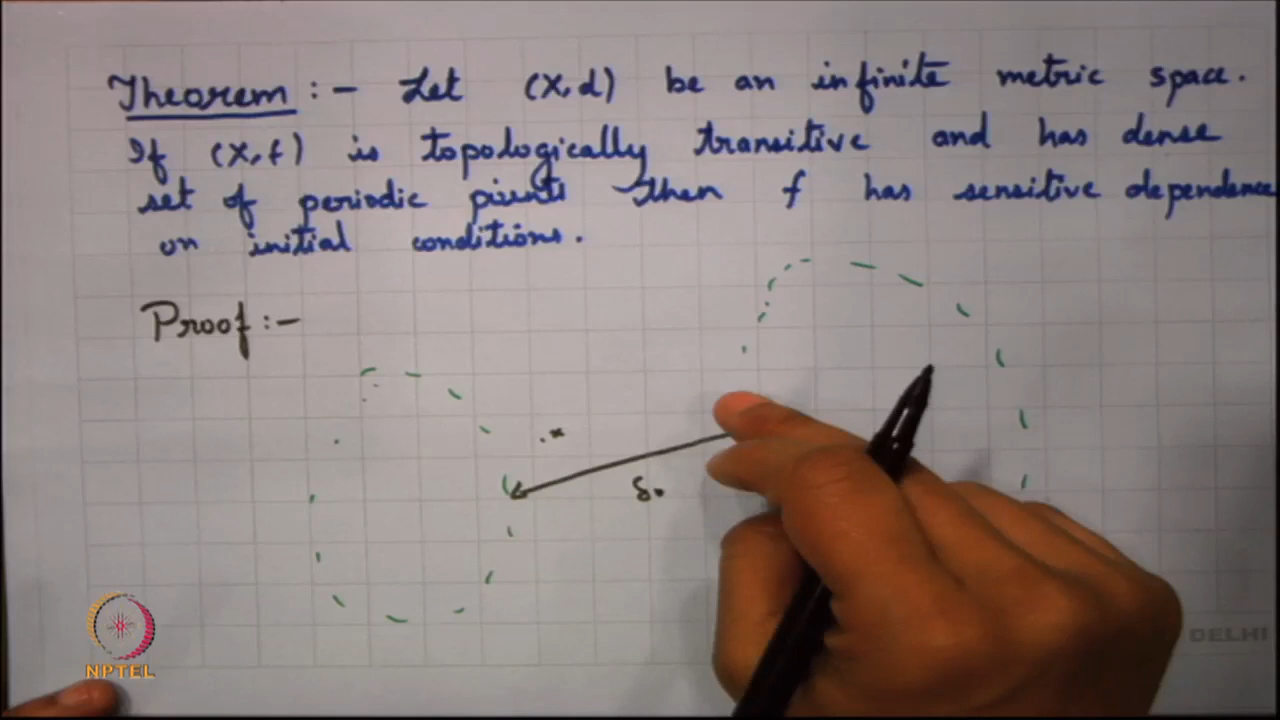 Theorem :- Let (X,d) be an infinite metric space.
If (X,f) is topologically transitive and has dense
set of periodic points then f has sensitive dependence
on initial conditions.
Proof :-
.x
δ0
NPTEL
DELHI